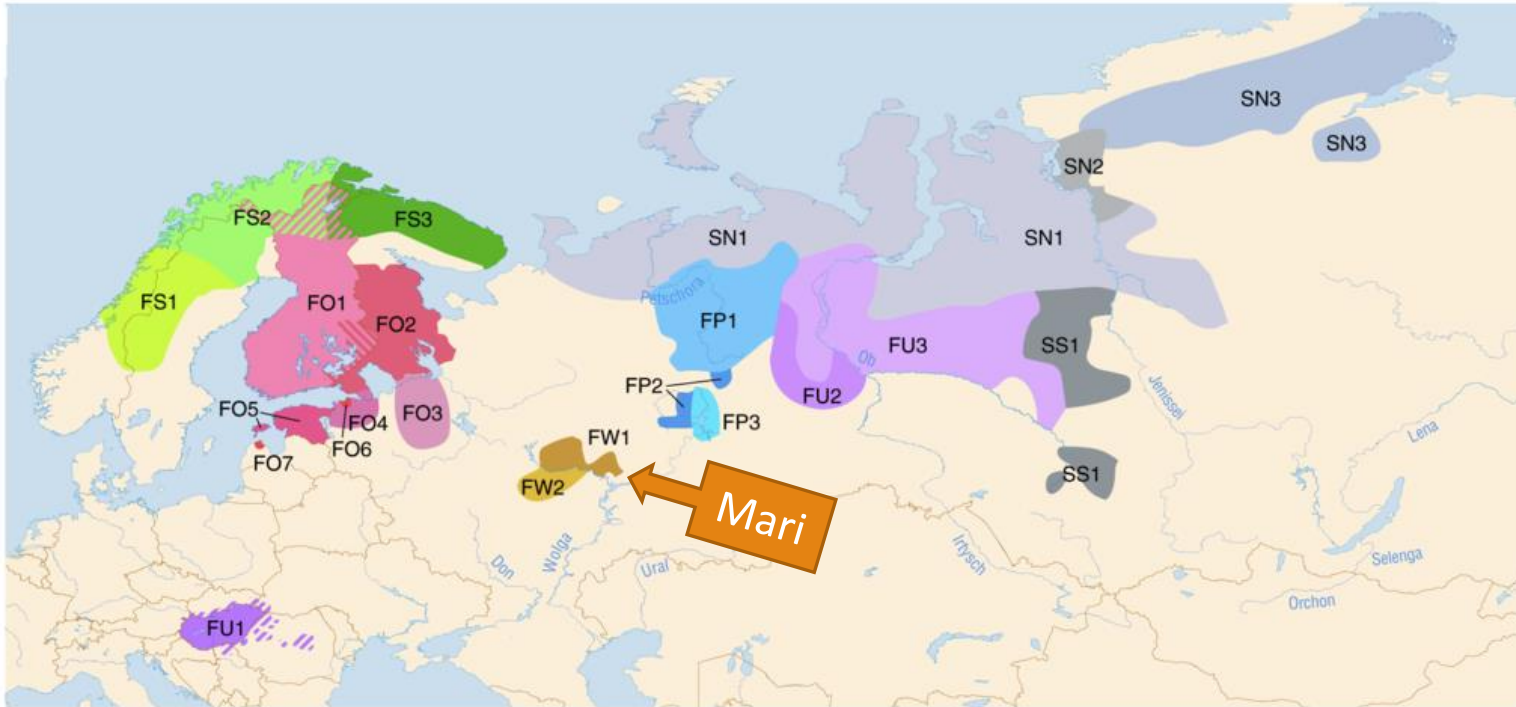 SN3
SN3
SN2
FS2
FS3
SN1
SN1
FS1
Petschora
FO1
FP1
FO2
FU3
SS1
Ob
Jenissei
FP2
FU2
FO5
FO4
FO3
FP3
Lena
FO6
FW1
FO7
SS1
FW2
Mari
Wolga
Don
Ural
Irtysch
Selenga
Orchon
FU1